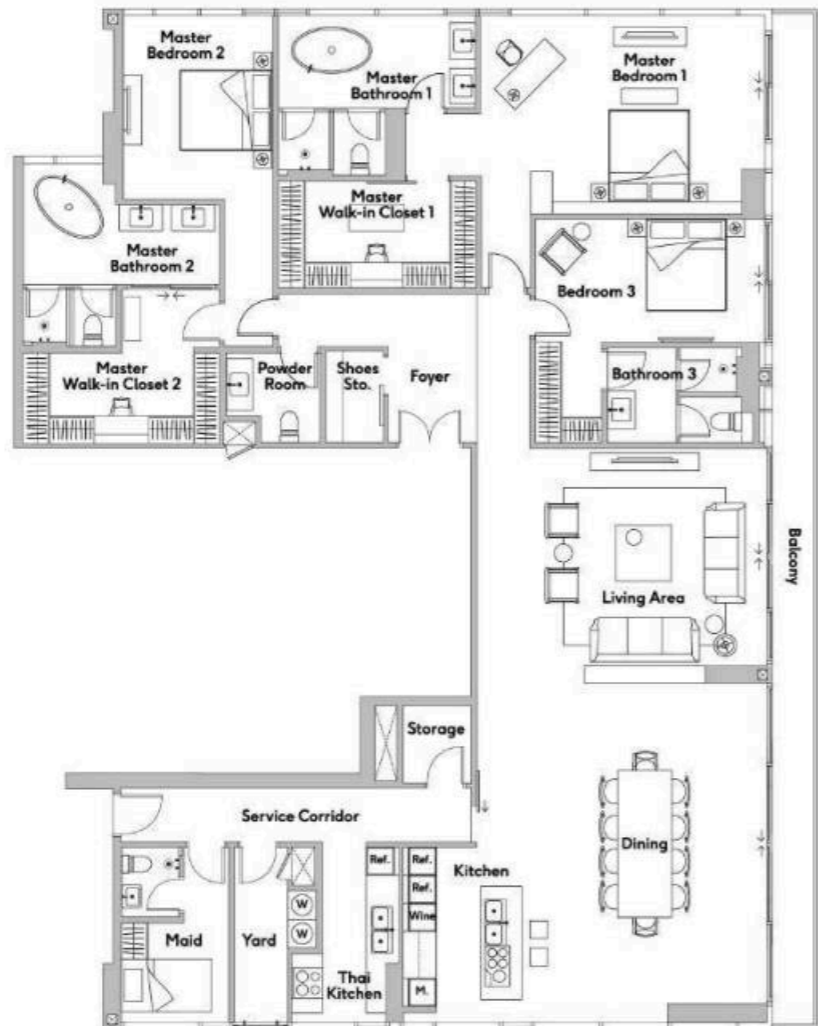 Master
Bedroom 2
Master
Bathroom 1
Master
Bedroom 1
Master
Walk-in Closet 1
Master
Bathroom 2
Bedroom 3
Master
Walk-in Closet 2
Powder
Room
Shoes
Sto.
Foyer
Bathroom 3
Balcony
Living Area
Storage
Service Corridor
Dining
Ref.
Ref.
Kitchen
Ref.
Wine
W
W
Maid
Yard
Thai
Kitchen
M.